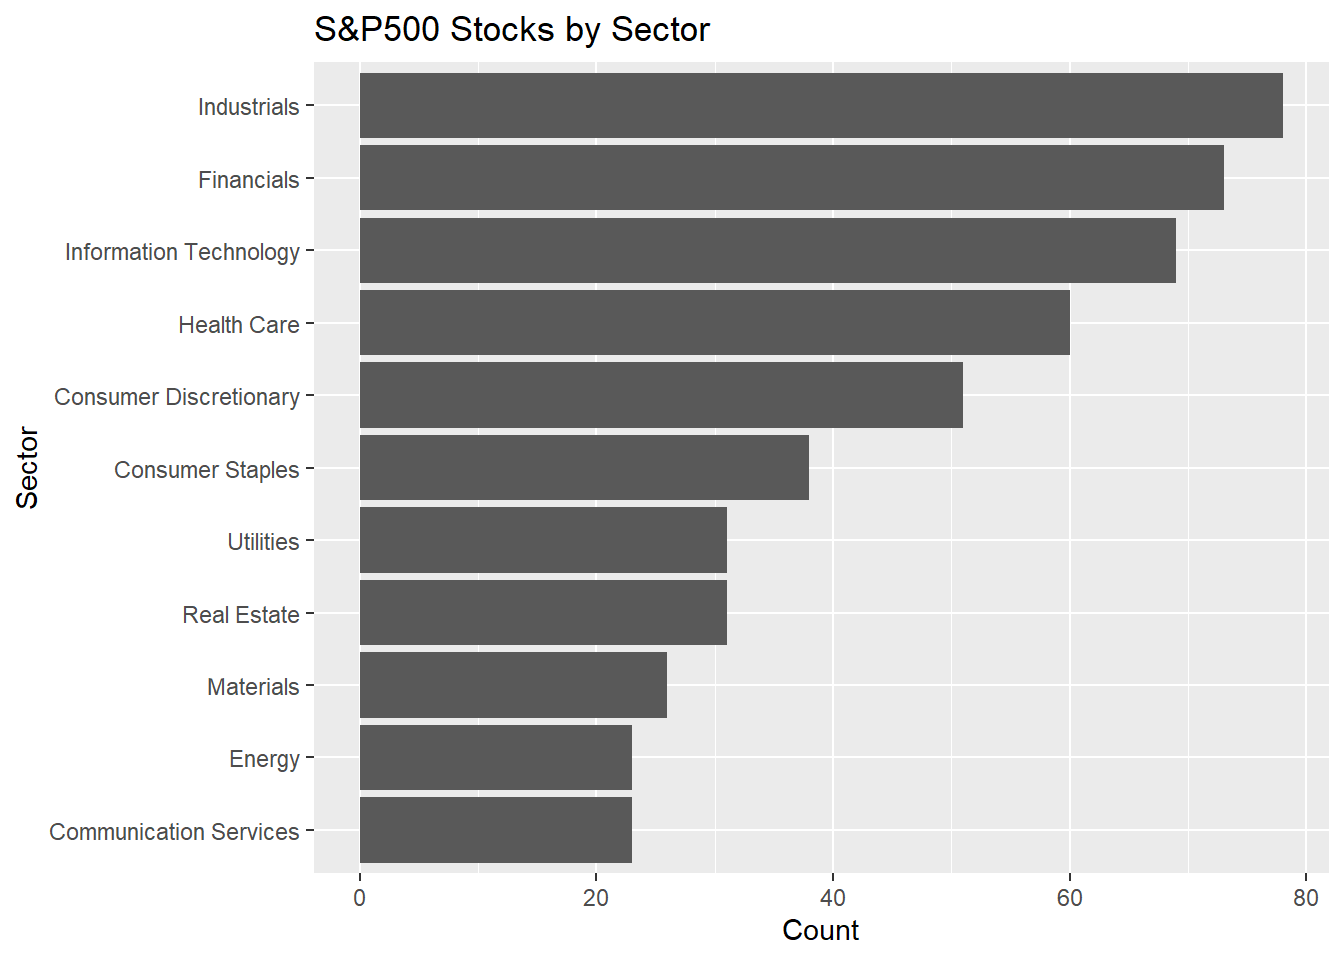 S&P500 Stocks by Sector
Industrials
Financials
Information Technology
Health Care
Consumer Discretionary
Consumer Staples
Utilities
Real Estate
Materials
Energy
Communication Services
Sector
0 20 40 60 80
Count